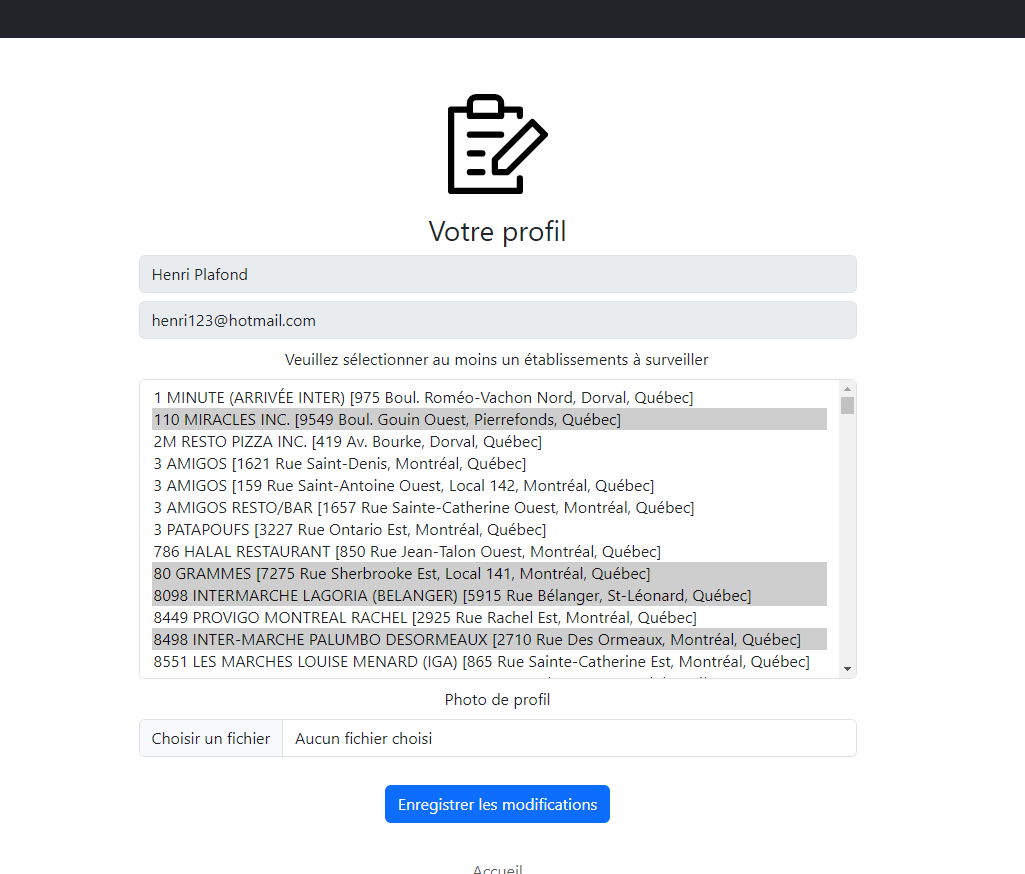 Votre profil
Henri Plafond
henri123@hotmail.com
Veuillez sélectionner au moins un établissements à surveiller
1 MINUTE (ARRIVÉE INTER) [975 Boul. Roméo-Vachon Nord, Dorval, Québec]
110 MIRACLES INC. [9549 Boul. Gouin Ouest, Pierrefonds, Québec]
2M RESTO PIZZA INC. [419 Av. Bourke, Dorval, Québec]
3 AMIGOS [1621 Rue Saint-Denis, Montréal, Québec]
3 AMIGOS [159 Rue Saint-Antoine Ouest, Local 142, Montréal, Québec]
3 AMIGOS RESTO/BAR [1657 Rue Sainte-Catherine Ouest, Montréal, Québec]
3 PATAPOUFS [3227 Rue Ontario Est, Montréal, Québec]
786 HALAL RESTAURANT [850 Rue Jean-Talon Ouest, Montréal, Québec]
80 GRAMMES [7275 Rue Sherbrooke Est, Local 141, Montréal, Québec]
8098 INTERMARCHE LAGORIA (BELANGER) [5915 Rue Bélanger, St-Léonard, Québec]
8449 PROVIGO MONTREAL RACHEL [2925 Rue Rachel Est, Montréal, Québec]
8498 INTER-MARCHE PALUMBO DESORMEAUX [2710 Rue Des Ormeaux, Montréal, Québec]
8551 LES MARCHES LOUISE MENARD (IGA) [865 Rue Sainte-Catherine Est, Montréal, Québec]
Photo de profil
Choisir un fichier Aucun fichier choisi
Enregistrer les modifications
Accueil